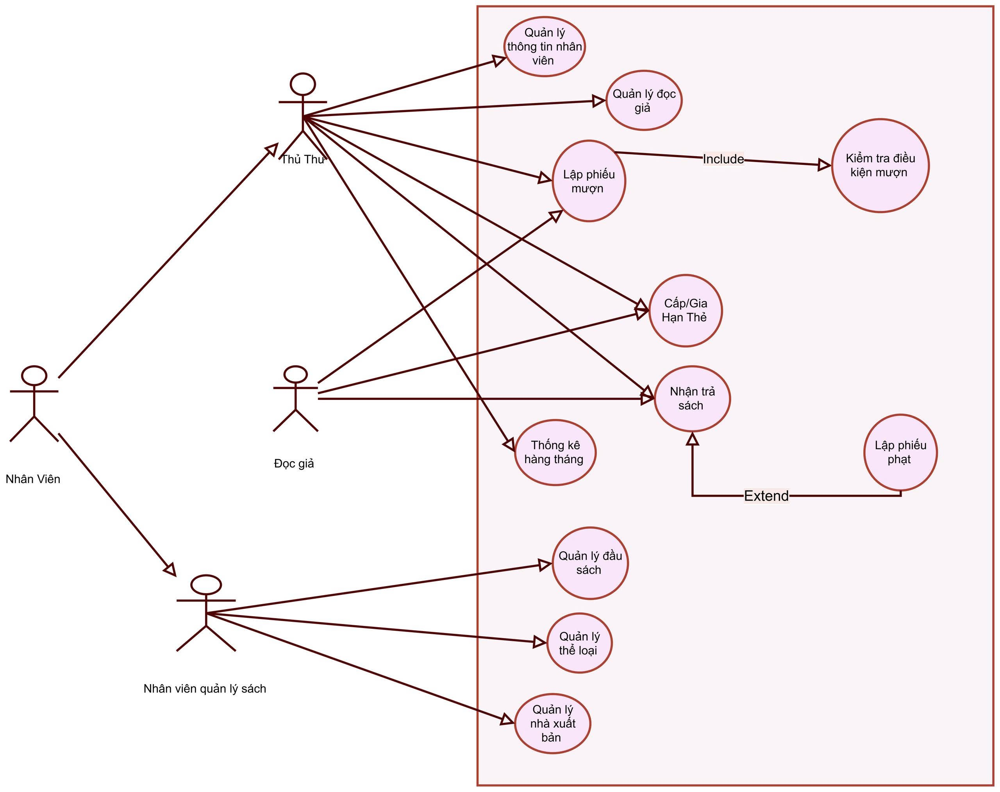 Quản lý
thông tin nhân
viên
Quản lý đọc
giả
Thủ Thư
Lập phiếu
mượn
Include
Kiểm tra điều
kiện mượn
Cấp/Gia
Hạn Thẻ
Nhận trả
sách
Nhân Viên
Đọc giả
Thống kê
hàng tháng
Lập phiếu
phạt
Extend
Quản lý đầu
sách
Quản lý
thể loại
Nhân viên quản lý sách
Quản lý
nhà xuất
bản